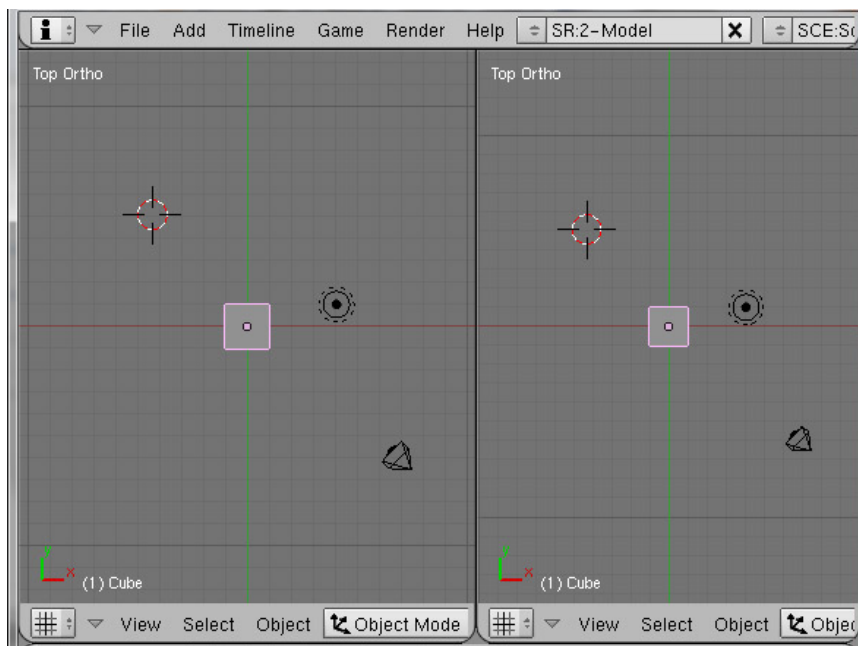 File Add Timeline Game Render Help SR:2-Model SCE:Sc
Top Ortho Top Ortho
y y
x x
(1) Cube (1) Cube
View Select Object Object Mode View Select Object Objec